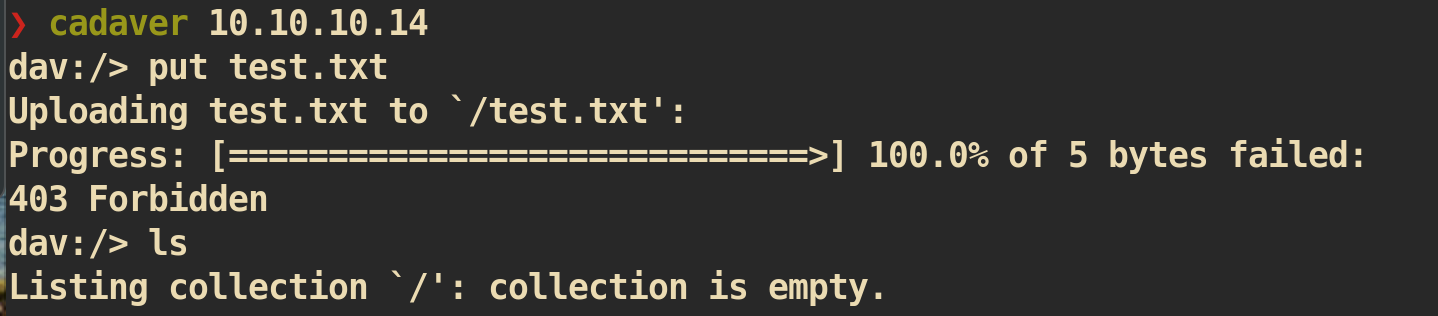 ❯ cadaver 10.10.10.14
dav:/> put test.txt
Uploading test.txt to `/test.txt':
Progress: [=============================>] 100.0% of 5 bytes failed:
403 Forbidden
dav:/> ls
Listing collection `/': collection is empty.